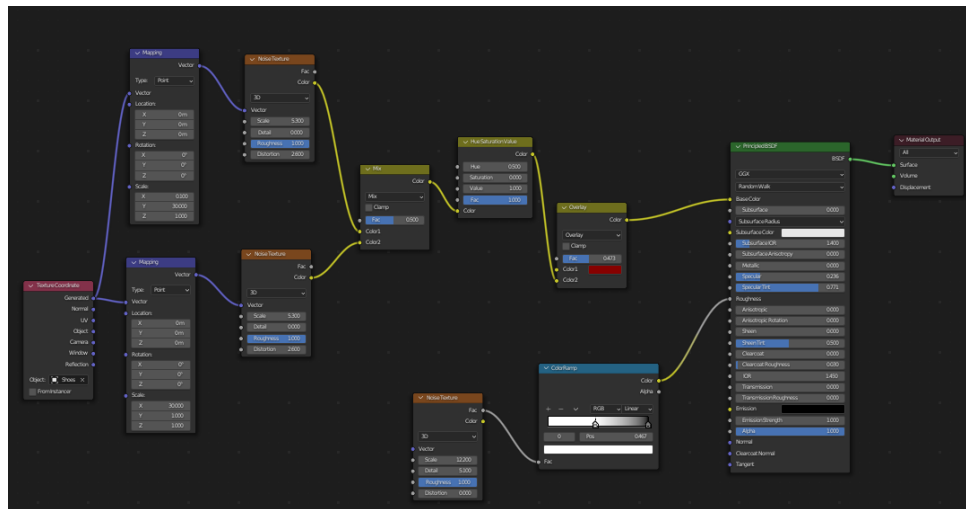 Mapping
Vector
Type: Point
Vector
Location:
X 0m
Y 0m
Z 0m
Rotation:
X 0°
Y 0°
Z 0°
Scale:
X 0.200
Y 30.000
Z 1.000
Noise Texture
Fac
Color
3D
Vector
Scale 5.300
Detail 0.000
Roughness 1.000
Distortion 2.600
Mix
Color
Mix
Clamp
Fac 0.500
Color1
Color2
Hue Saturation Value
Color
Hue 0.500
Saturation 0.000
Value 1.000
Fac 1.000
Color
Overlay
Color
Overlay
Clamp
Fac 0.473
Color1
Color2
Principled BSDF
BSDF
GGX
Random Walk
Base Color
Subsurface 0.000
Subsurface Radius
Subsurface Color
Subsurface IOR 1.400
Subsurface Anisotropy 0.000
Metallic 0.000
Specular 0.236
Specular Tint 0.771
Roughness
Anisotropic 0.000
Anisotropic Rotation 0.000
Sheen 0.000
Sheen Tint 0.500
Clearcoat 0.000
Clearcoat Roughness 0.030
IOR 1.450
Transmission 0.000
Transmission Roughness 0.000
Emission
Emission Strength 1.000
Alpha 1.000
Normal
Clearcoat Normal
Tangent
Material Output
All
Surface
Volume
Displacement
Texture Coordinate
Generated
Normal
UV
Object
Camera
Window
Reflection
Object: Shoes
From Instancer
Mapping
Vector
Type: Point
Vector
Location:
X 0m
Y 0m
Z 0m
Rotation:
X 0°
Y 0°
Z 0°
Scale:
X 30.000
Y 1.000
Z 1.000
Noise Texture
Fac
Color
3D
Vector
Scale 5.300
Detail 0.000
Roughness 1.000
Distortion 2.600
Noise Texture
Fac
Color
3D
Vector
Scale 12.200
Detail 5.100
Roughness 1.000
Distortion 0.000
ColorRamp
Color
Alpha
+ − RGB Linear
0 Pos 0.467
Fac